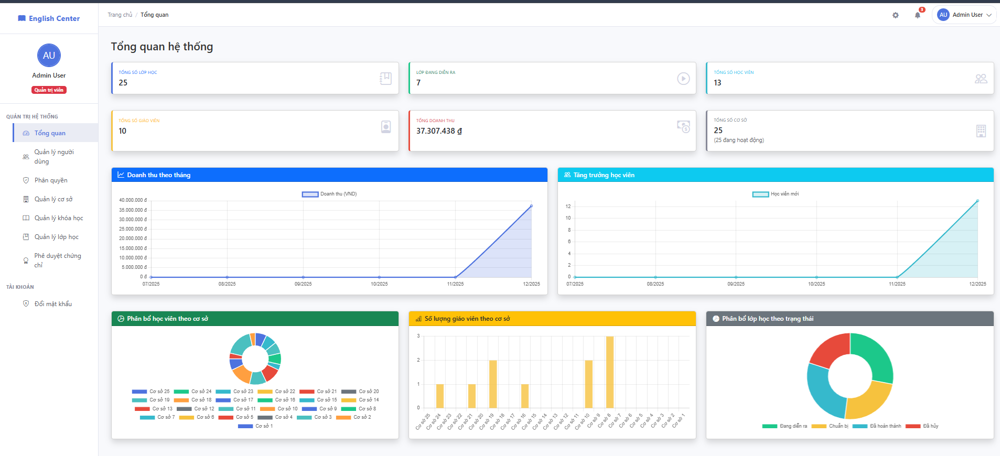 English Center
Trang chủ / Tổng quan
3
AU Admin User
AU
Admin User
Quản trị viên
QUẢN TRỊ HỆ THỐNG
Tổng quan
Quản lý người
dùng
Phân quyền
Quản lý cơ sở
Quản lý khóa học
Quản lý lớp học
Phê duyệt chứng
chỉ
TÀI KHOẢN
Đổi mật khẩu
Tổng quan hệ thống
TỔNG SỐ LỚP HỌC
25
LỚP ĐANG DIỄN RA
7
TỔNG SỐ HỌC VIÊN
13
TỔNG SỐ GIÁO VIÊN
10
TỔNG DOANH THU
37.307.438 ₫
TỔNG SỐ CƠ SỞ
25
(25 đang hoạt động)
Doanh thu theo tháng
Doanh thu (VND)
40.000.000 đ
35.000.000 đ
30.000.000 đ
25.000.000 đ
20.000.000 đ
15.000.000 đ
10.000.000 đ
5.000.000 đ
0 đ
07/2025 08/2025 09/2025 10/2025 11/2025 12/2025
Tăng trưởng học viên
Học viên mới
12
10
8
6
4
2
0
07/2025 08/2025 09/2025 10/2025 11/2025 12/2025
Phân bổ học viên theo cơ sở
Cơ sở 25 Cơ sở 24 Cơ sở 23 Cơ sở 22 Cơ sở 21 Cơ sở 20
Cơ sở 19 Cơ sở 18 Cơ sở 17 Cơ sở 16 Cơ sở 15 Cơ sở 14
Cơ sở 13 Cơ sở 12 Cơ sở 11 Cơ sở 10 Cơ sở 9 Cơ sở 8
Cơ sở 7 Cơ sở 6 Cơ sở 5 Cơ sở 4 Cơ sở 3 Cơ sở 2
Cơ sở 1
Số lượng giáo viên theo cơ sở
3
2
1
0
Cơ sở 25 Cơ sở 24 Cơ sở 23 Cơ sở 22 Cơ sở 21 Cơ sở 20 Cơ sở 19 Cơ sở 18 Cơ sở 17 Cơ sở 16 Cơ sở 15 Cơ sở 14 Cơ sở 13 Cơ sở 12 Cơ sở 11 Cơ sở 10 Cơ sở 9 Cơ sở 8 Cơ sở 7 Cơ sở 6 Cơ sở 5 Cơ sở 4 Cơ sở 3 Cơ sở 2 Cơ sở 1
Phân bổ lớp học theo trạng thái
Đang diễn ra Chuẩn bị Đã hoàn thành Đã hủy